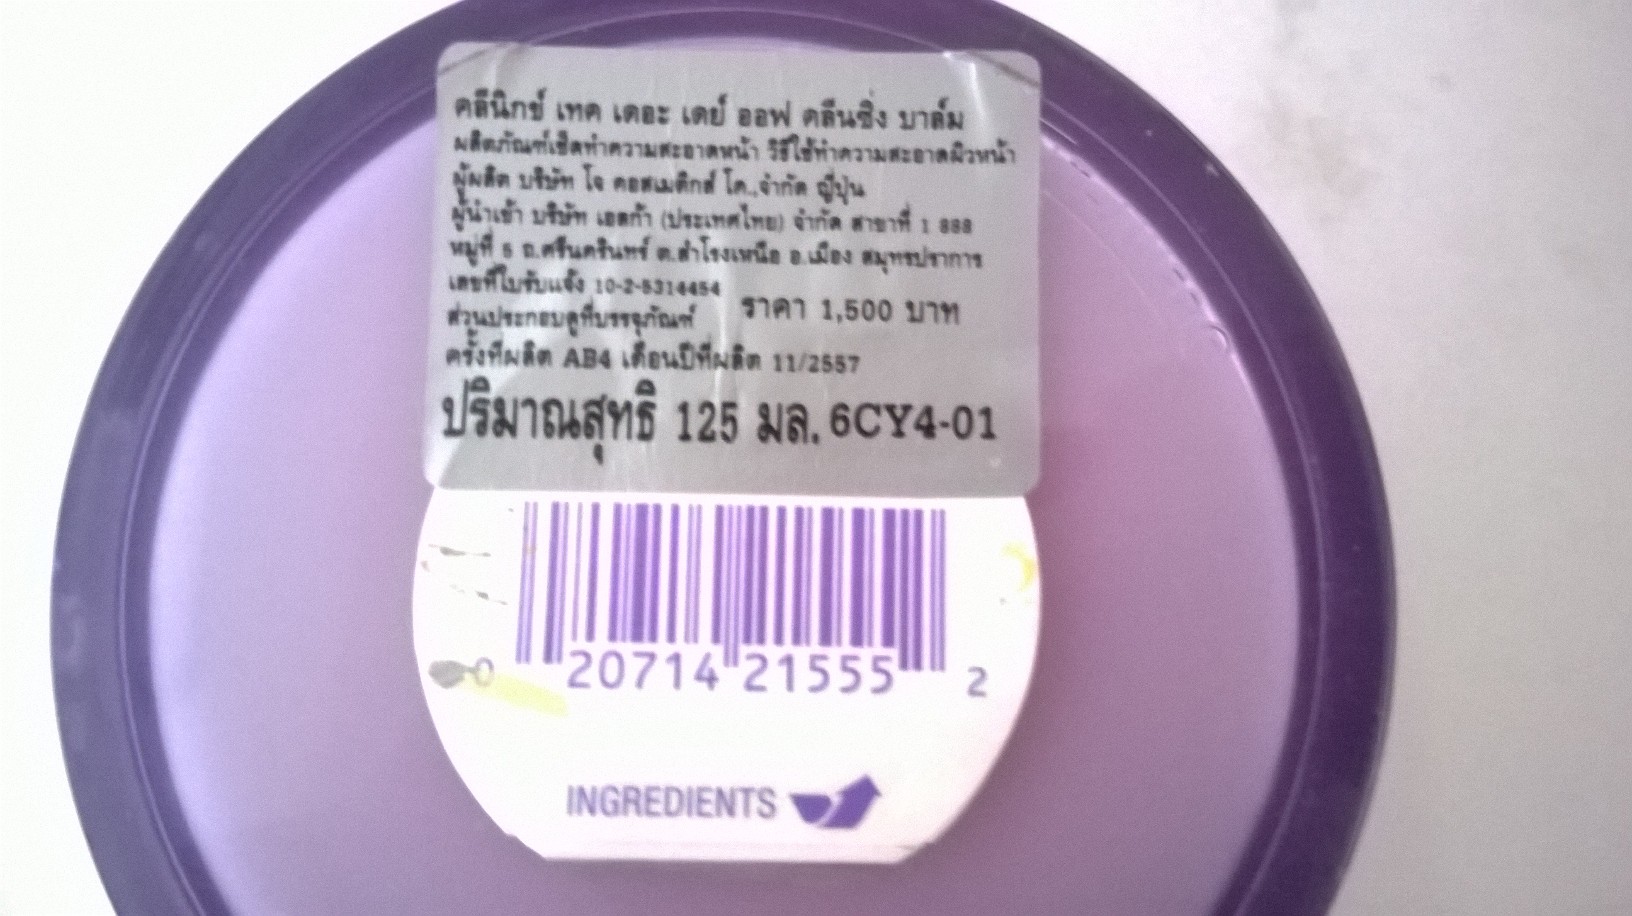 คลีนิกข์ เทค เดอะ เดย์ ออฟ คลีนซิ่ง บาล์ม
ผลิตภัณฑ์เช็ดทำความสะอาดหน้า วิธีใช้ทำความสะอาดผิวหน้า
ผู้ผลิต บริษัท โจ คอสเมติกส์ โค.,จำกัด ญี่ปุ่น
ผู้นำเข้า บริษัท เอลก้า (ประเทศไทย) จำกัด สาขาที่ 1 888
หมู่ที่ 5 ถ.ศรีนครินทร์ ต.สำโรงเหนือ อ.เมือง สมุทรปราการ
เลขที่ใบรับแจ้ง 10-2-5314454
ส่วนประกอบดูที่บรรจุภัณฑ์ ราคา 1,500 บาท
ครั้งที่ผลิต AB4 เดือนปีที่ผลิต 11/2557
ปริมาณสุทธิ 125 มล. 6CY4-01
0 20714 21555 2
INGREDIENTS